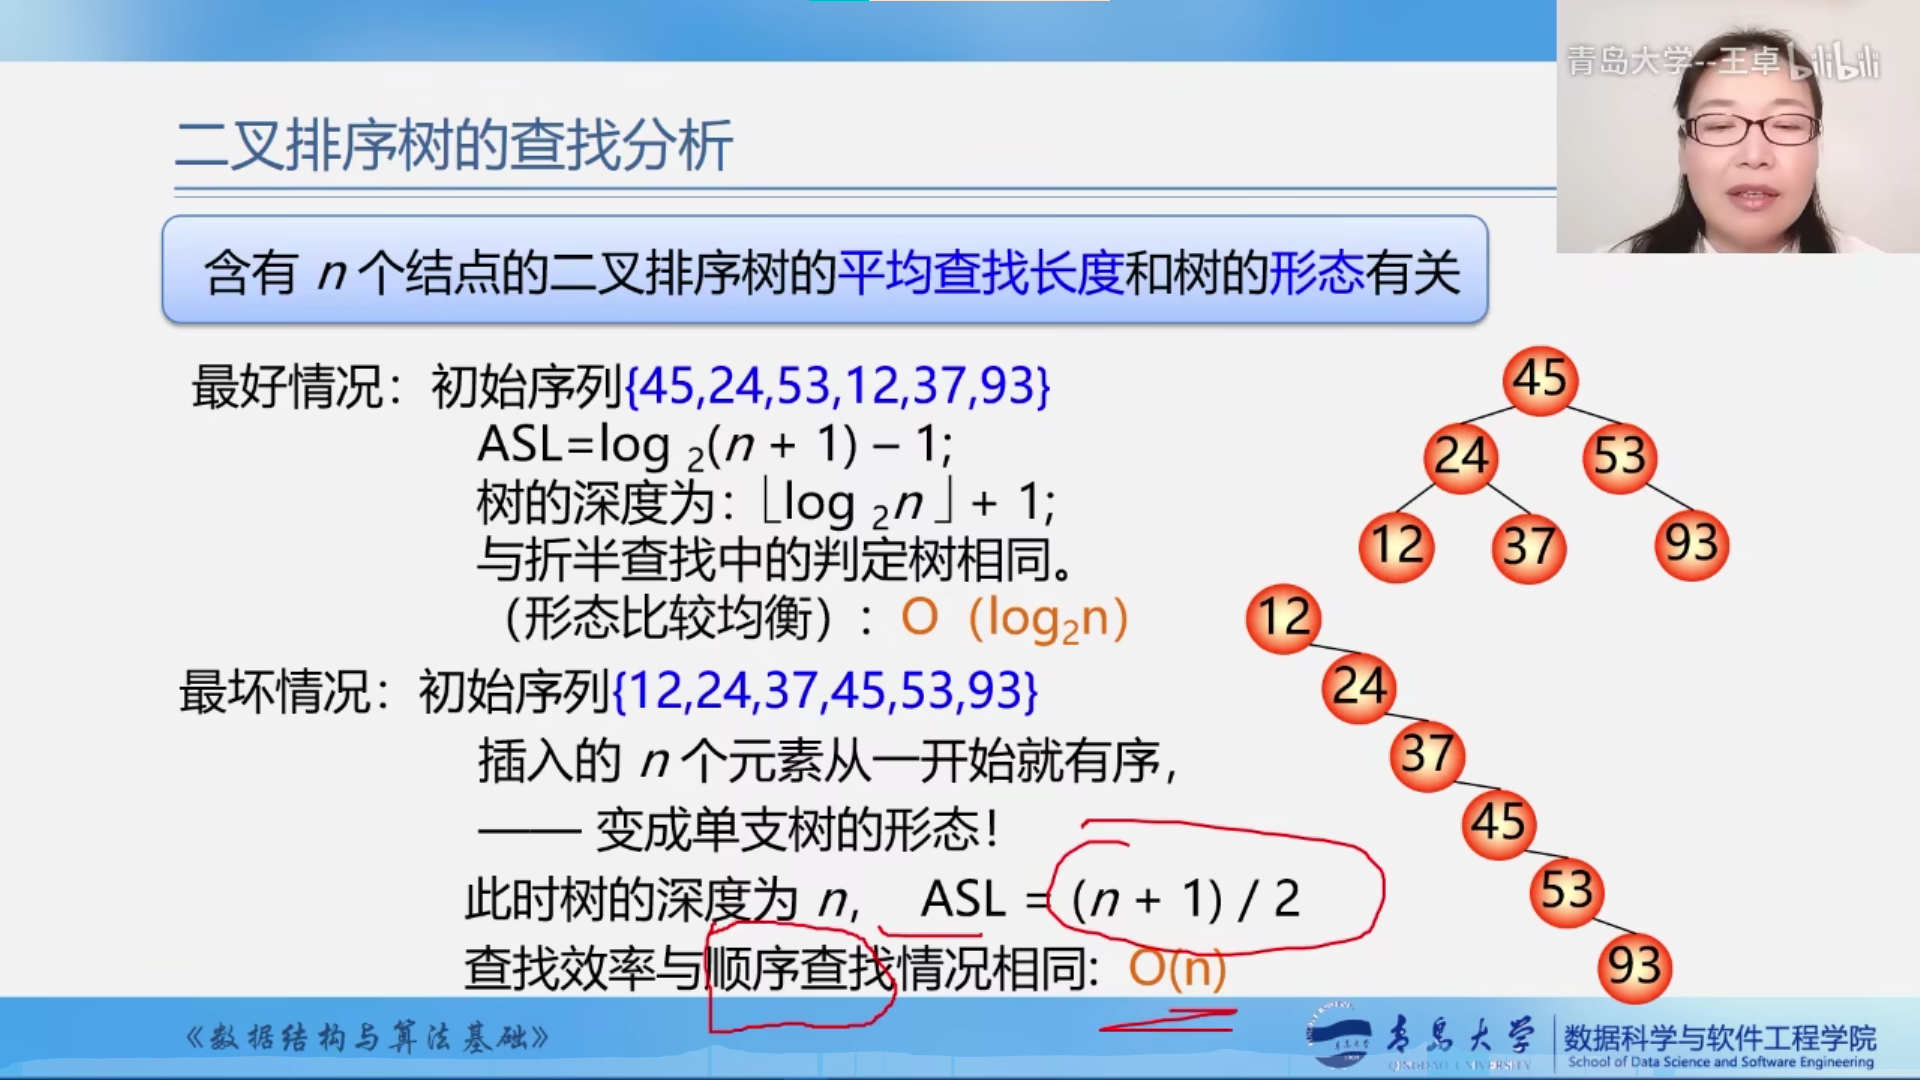 青岛大学--王卓 bilibili
二叉排序树的查找分析
含有 n 个结点的二叉排序树的平均查找长度和树的形态有关
最好情况：初始序列{45,24,53,12,37,93}
ASL=log 2(n + 1) – 1;
树的深度为：⌊log 2n⌋ + 1;
与折半查找中的判定树相同。
（形态比较均衡）：O（log2n）
最坏情况：初始序列{12,24,37,45,53,93}
插入的 n 个元素从一开始就有序，
—— 变成单支树的形态！
此时树的深度为 n， ASL = (n + 1) / 2
查找效率与顺序查找情况相同: O(n)
45
24 53
12 37 93
12
24
37
45
53
93
《数据结构与算法基础》
青岛大学
QINGDAO UNIVERSITY
数据科学与软件工程学院
School of Data Science and Software Engineering